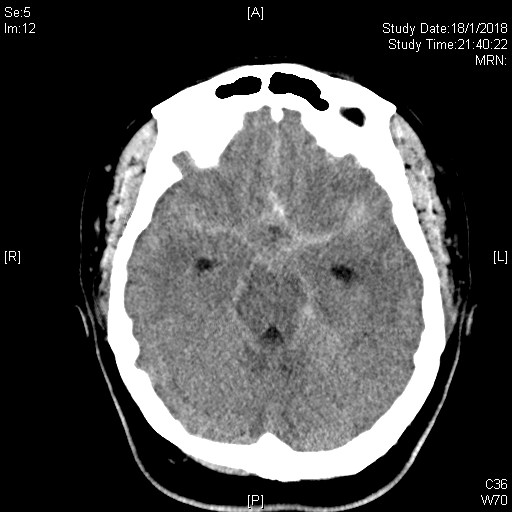 Se:5
Im:12
[A]
Study Date:18/1/2018
Study Time:21:40:22
MRN:
[R]
[L]
[P]
C36
W70